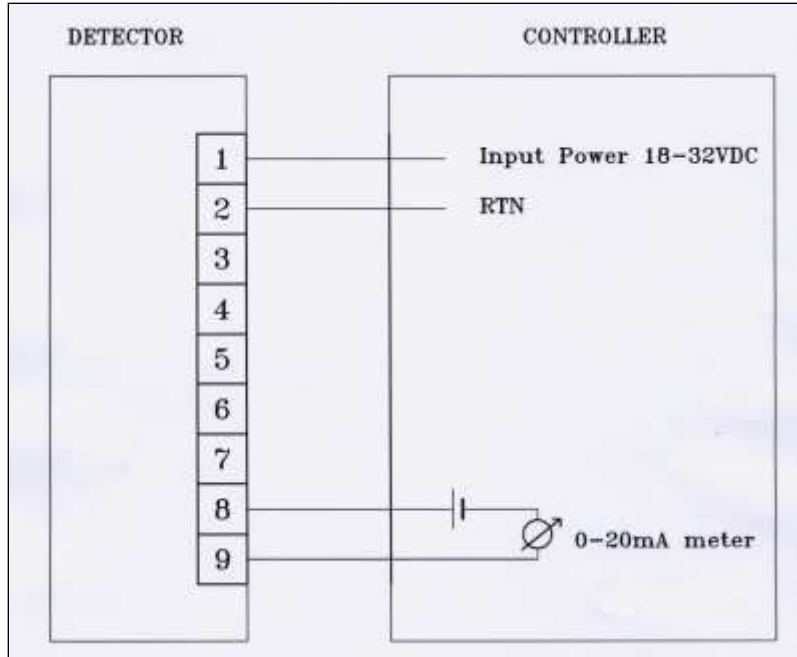 DETECTOR CONTROLLER
1 Input Power 18-32VDC
2 RTN
3
4
5
6
7
8
9 0-20mA meter